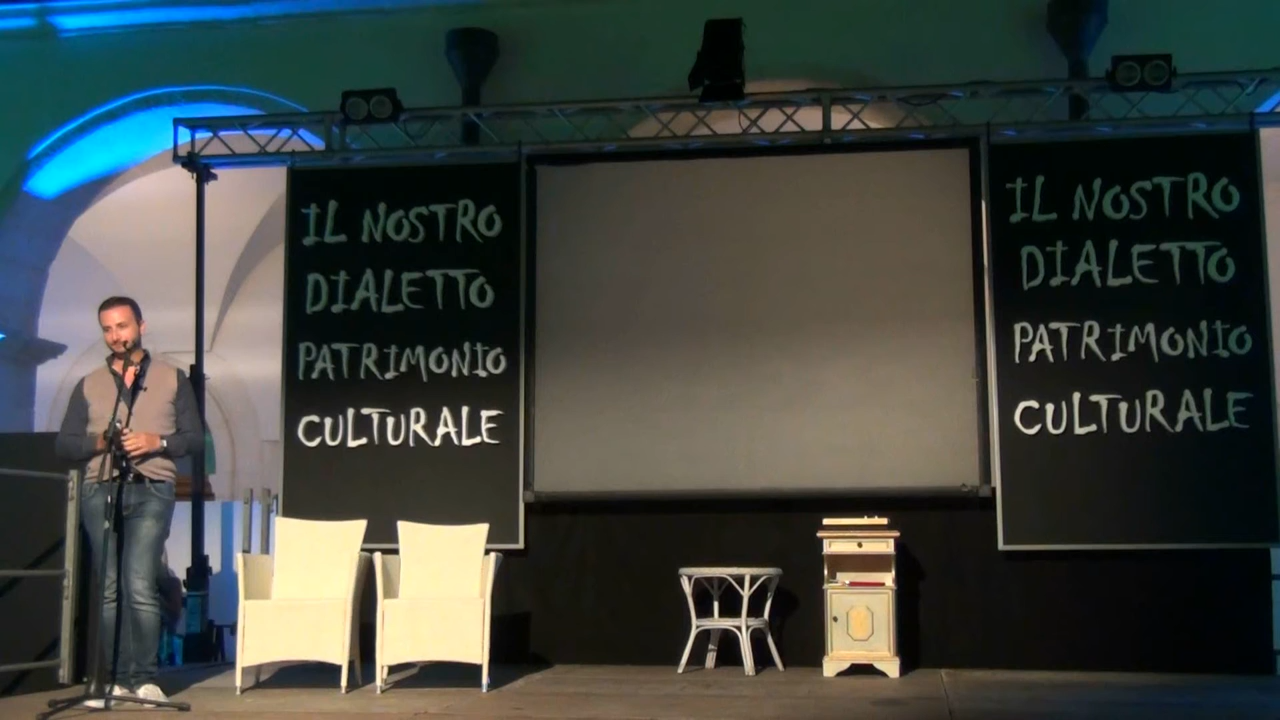 IL NOSTRO
DIALETTO
PATRIMONIO
CULTURALE
IL NOSTRO
DIALETTO
PATRIMONIO
CULTURALE